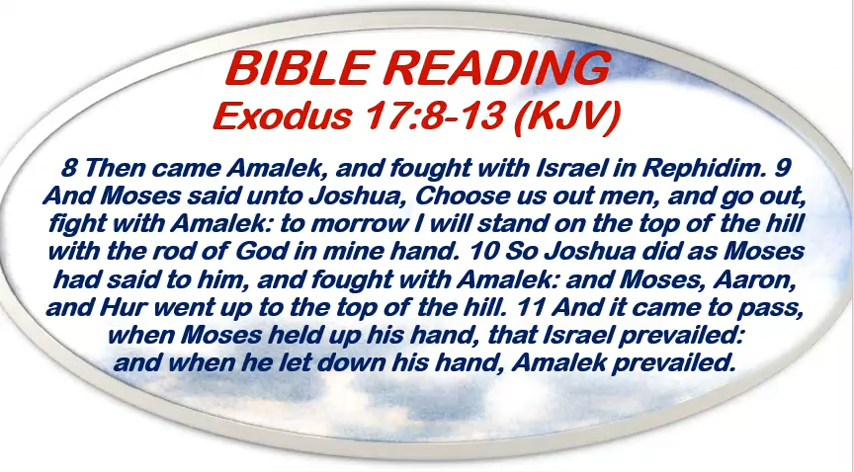 BIBLE READING
Exodus 17:8-13 (KJV)
8 Then came Amalek, and fought with Israel in Rephidim. 9
And Moses said unto Joshua, Choose us out men, and go out,
fight with Amalek: to morrow I will stand on the top of the hill
with the rod of God in mine hand. 10 So Joshua did as Moses
had said to him, and fought with Amalek: and Moses, Aaron,
and Hur went up to the top of the hill. 11 And it came to pass,
when Moses held up his hand, that Israel prevailed:
and when he let down his hand, Amalek prevailed.